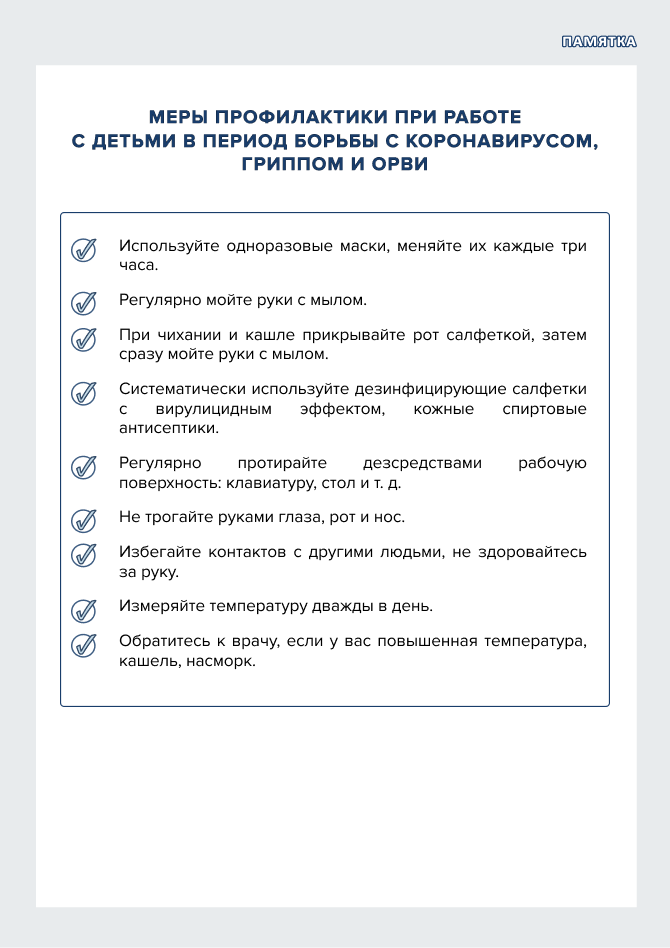 ПАМЯТКА
МЕРЫ ПРОФИЛАКТИКИ ПРИ РАБОТЕ
С ДЕТЬМИ В ПЕРИОД БОРЬБЫ С КОРОНАВИРУСОМ,
ГРИППОМ И ОРВИ
Используйте одноразовые маски, меняйте их каждые три
часа.
Регулярно мойте руки с мылом.
При чихании и кашле прикрывайте рот салфеткой, затем
сразу мойте руки с мылом.
Систематически используйте дезинфицирующие салфетки
с вирулицидным эффектом, кожные спиртовые
антисептики.
Регулярно протирайте дезсредствами рабочую
поверхность: клавиатуру, стол и т. д.
Не трогайте руками глаза, рот и нос.
Избегайте контактов с другими людьми, не здоровайтесь
за руку.
Измеряйте температуру дважды в день.
Обратитесь к врачу, если у вас повышенная температура,
кашель, насморк.